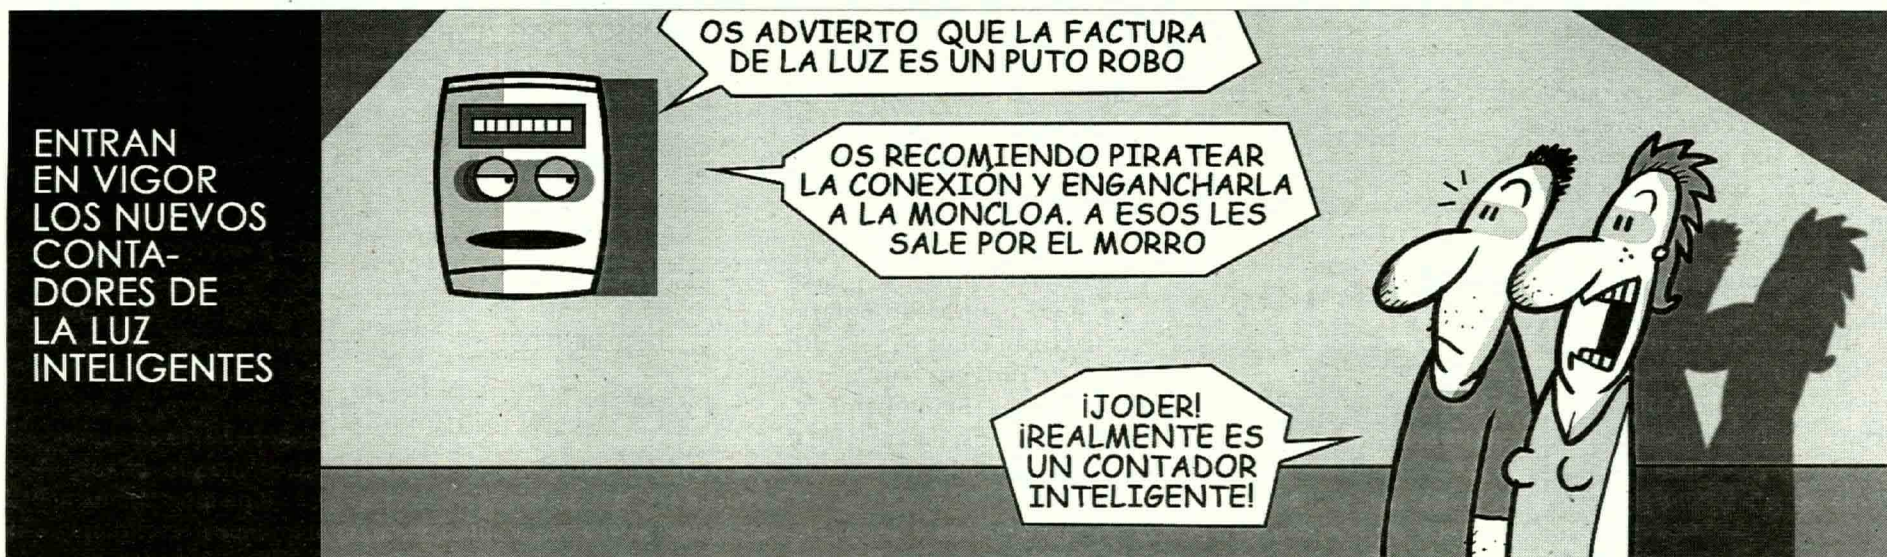 ENTRAN
EN VIGOR
LOS NUEVOS
CONTA-
DORES DE
LA LUZ
INTELIGENTES
OS ADVIERTO QUE LA FACTURA
DE LA LUZ ES UN PUTO ROBO
OS RECOMIENDO PIRATEAR
LA CONEXIÓN Y ENGANCHARLA
A LA MONCLOA. A ESOS LES
SALE POR EL MORRO
¡JODER!
¡REALMENTE ES
UN CONTADOR
INTELIGENTE!